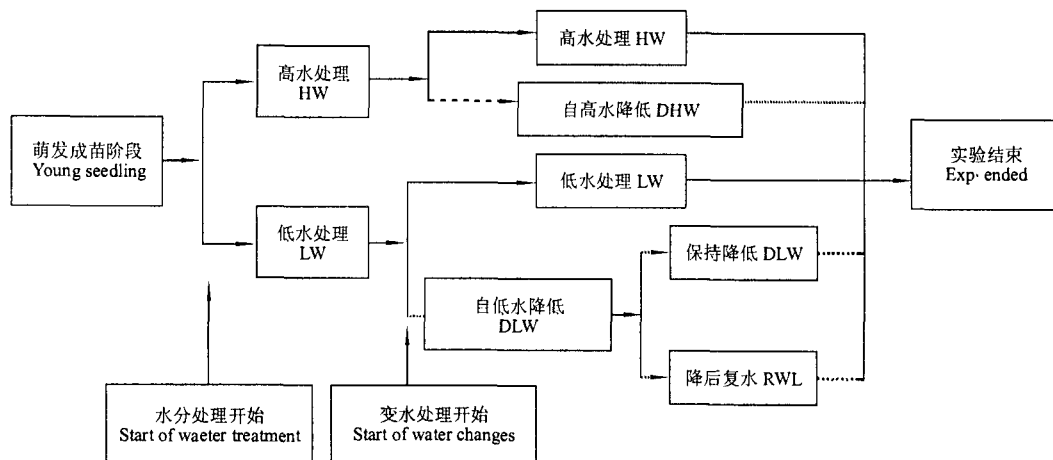 萌发成苗阶段
Young seedling
高水处理
HW
低水处理
LW
高水处理 HW
自高水降低 DHW
低水处理 LW
自低水降低
DLW
保持降低 DLW
降后复水 RWL
实验结束
Exp· ended
水分处理开始
Start of waeter treatment
变水处理开始
Start of water changes